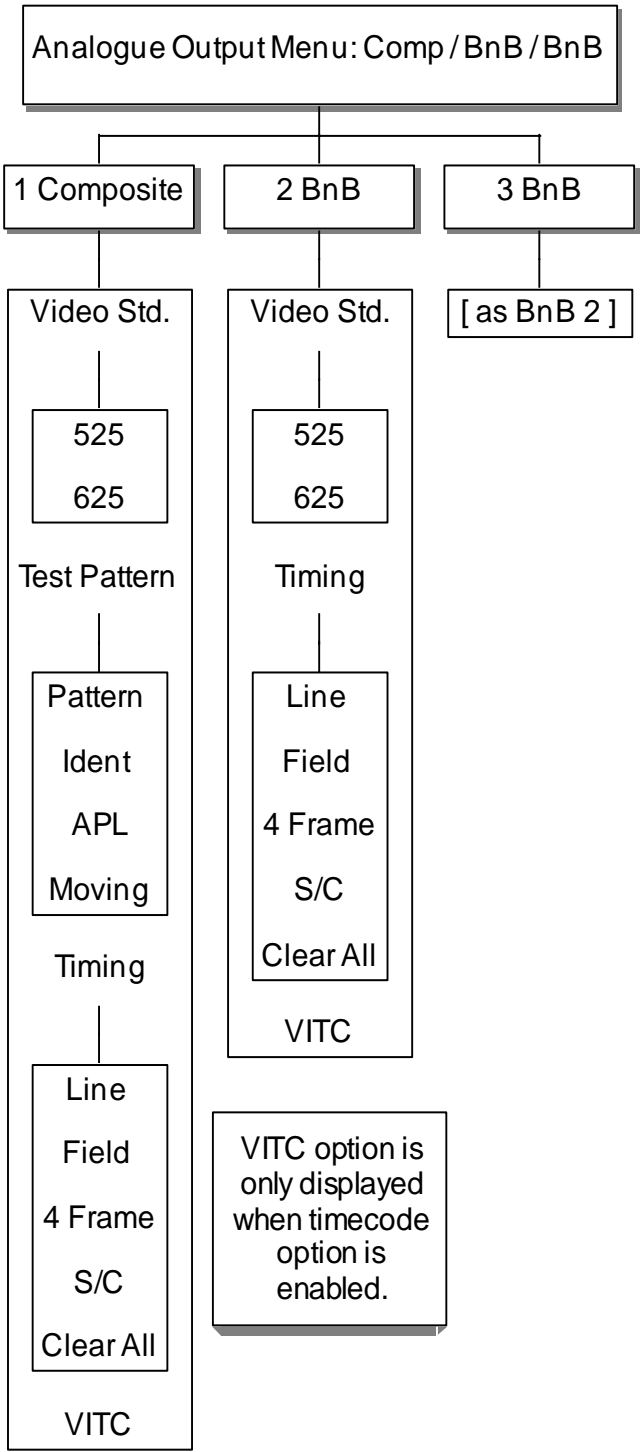 Analogue Output Menu: Comp / BnB / BnB
1 Composite
2 BnB
3 BnB
Video Std.
525
625
Test Pattern
Pattern
Ident
APL
Moving
Timing
Line
Field
4 Frame
S/C
Clear All
VITC
Video Std.
525
625
Timing
Line
Field
4 Frame
S/C
Clear All
VITC
[ as BnB 2 ]
VITC option is
only displayed
when timecode
option is
enabled.